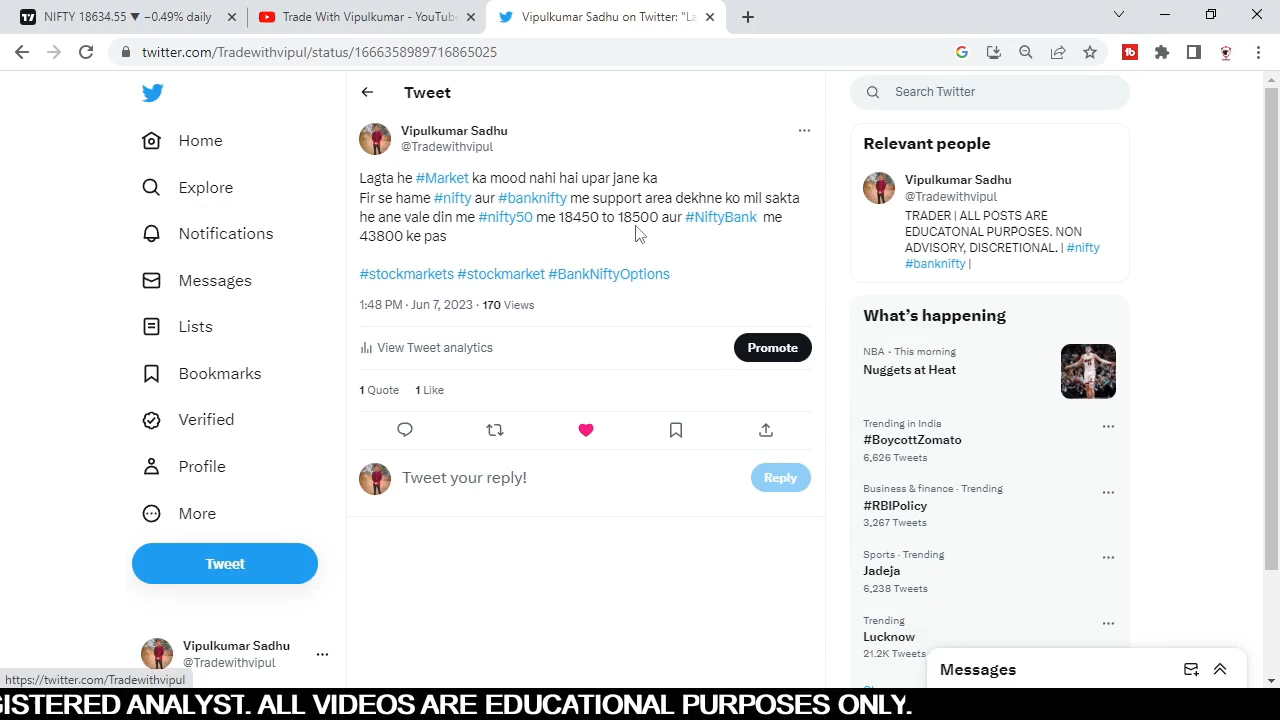 NIFTY 18634.55 ▼ −0.49% daily
Trade With Vipulkumar - YouTube
Vipulkumar Sadhu on Twitter: "La
twitter.com/Tradewithvipul/status/1666358989716865025
Home
Explore
Notifications
Messages
Lists
Bookmarks
Verified
Profile
More
Tweet
Vipulkumar Sadhu
@Tradewithvipul
https://twitter.com/Tradewithvipul
Tweet
Vipulkumar Sadhu
@Tradewithvipul
Lagta he #Market ka mood nahi hai upar jane ka
Fir se hame #nifty aur #banknifty me support area dekhne ko mil sakta
he ane vale din me #nifty50 me 18450 to 18500 aur #NiftyBank me
43800 ke pas
#stockmarkets #stockmarket #BankNiftyOptions
1:48 PM · Jun 7, 2023 · 170 Views
View Tweet analytics
Promote
1 Quote 1 Like
Tweet your reply!
Reply
Search Twitter
Relevant people
Vipulkumar Sadhu
@Tradewithvipul
TRADER | ALL POSTS ARE
EDUCATONAL PURPOSES. NON
ADVISORY, DISCRETIONAL. | #nifty
#banknifty |
What's happening
NBA · This morning
Nuggets at Heat
Trending in India
#BoycottZomato
6,626 Tweets
Business & finance · Trending
#RBIPolicy
3,267 Tweets
Sports · Trending
Jadeja
6,238 Tweets
Trending
Lucknow
21.2K Tweets
Messages
GISTERED ANALYST. ALL VIDEOS ARE EDUCATIONAL PURPOSES ONLY.